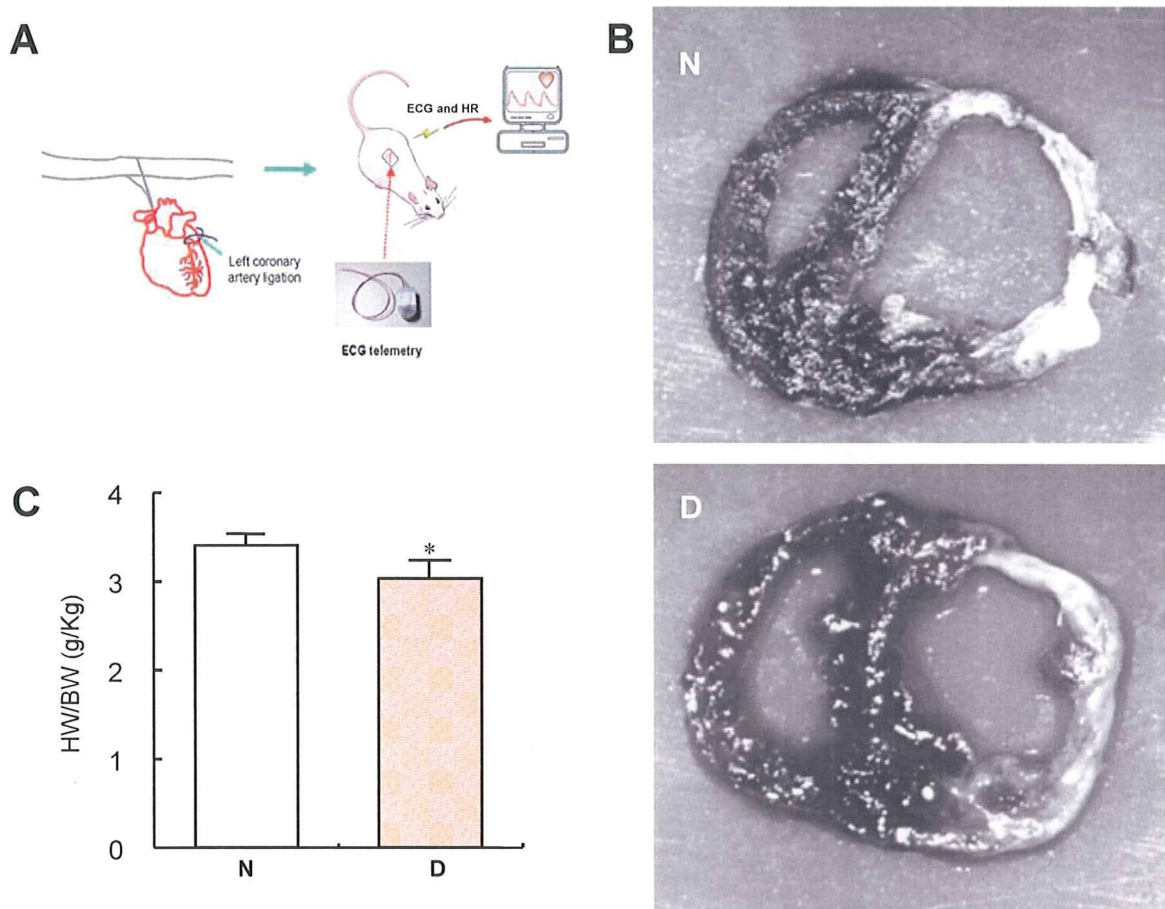 A
ECG and HR
Left coronary
artery ligation
ECG telemetry
B
N
D
C
HW/BW (g/Kg)
4
3
2
1
0
*
N
D